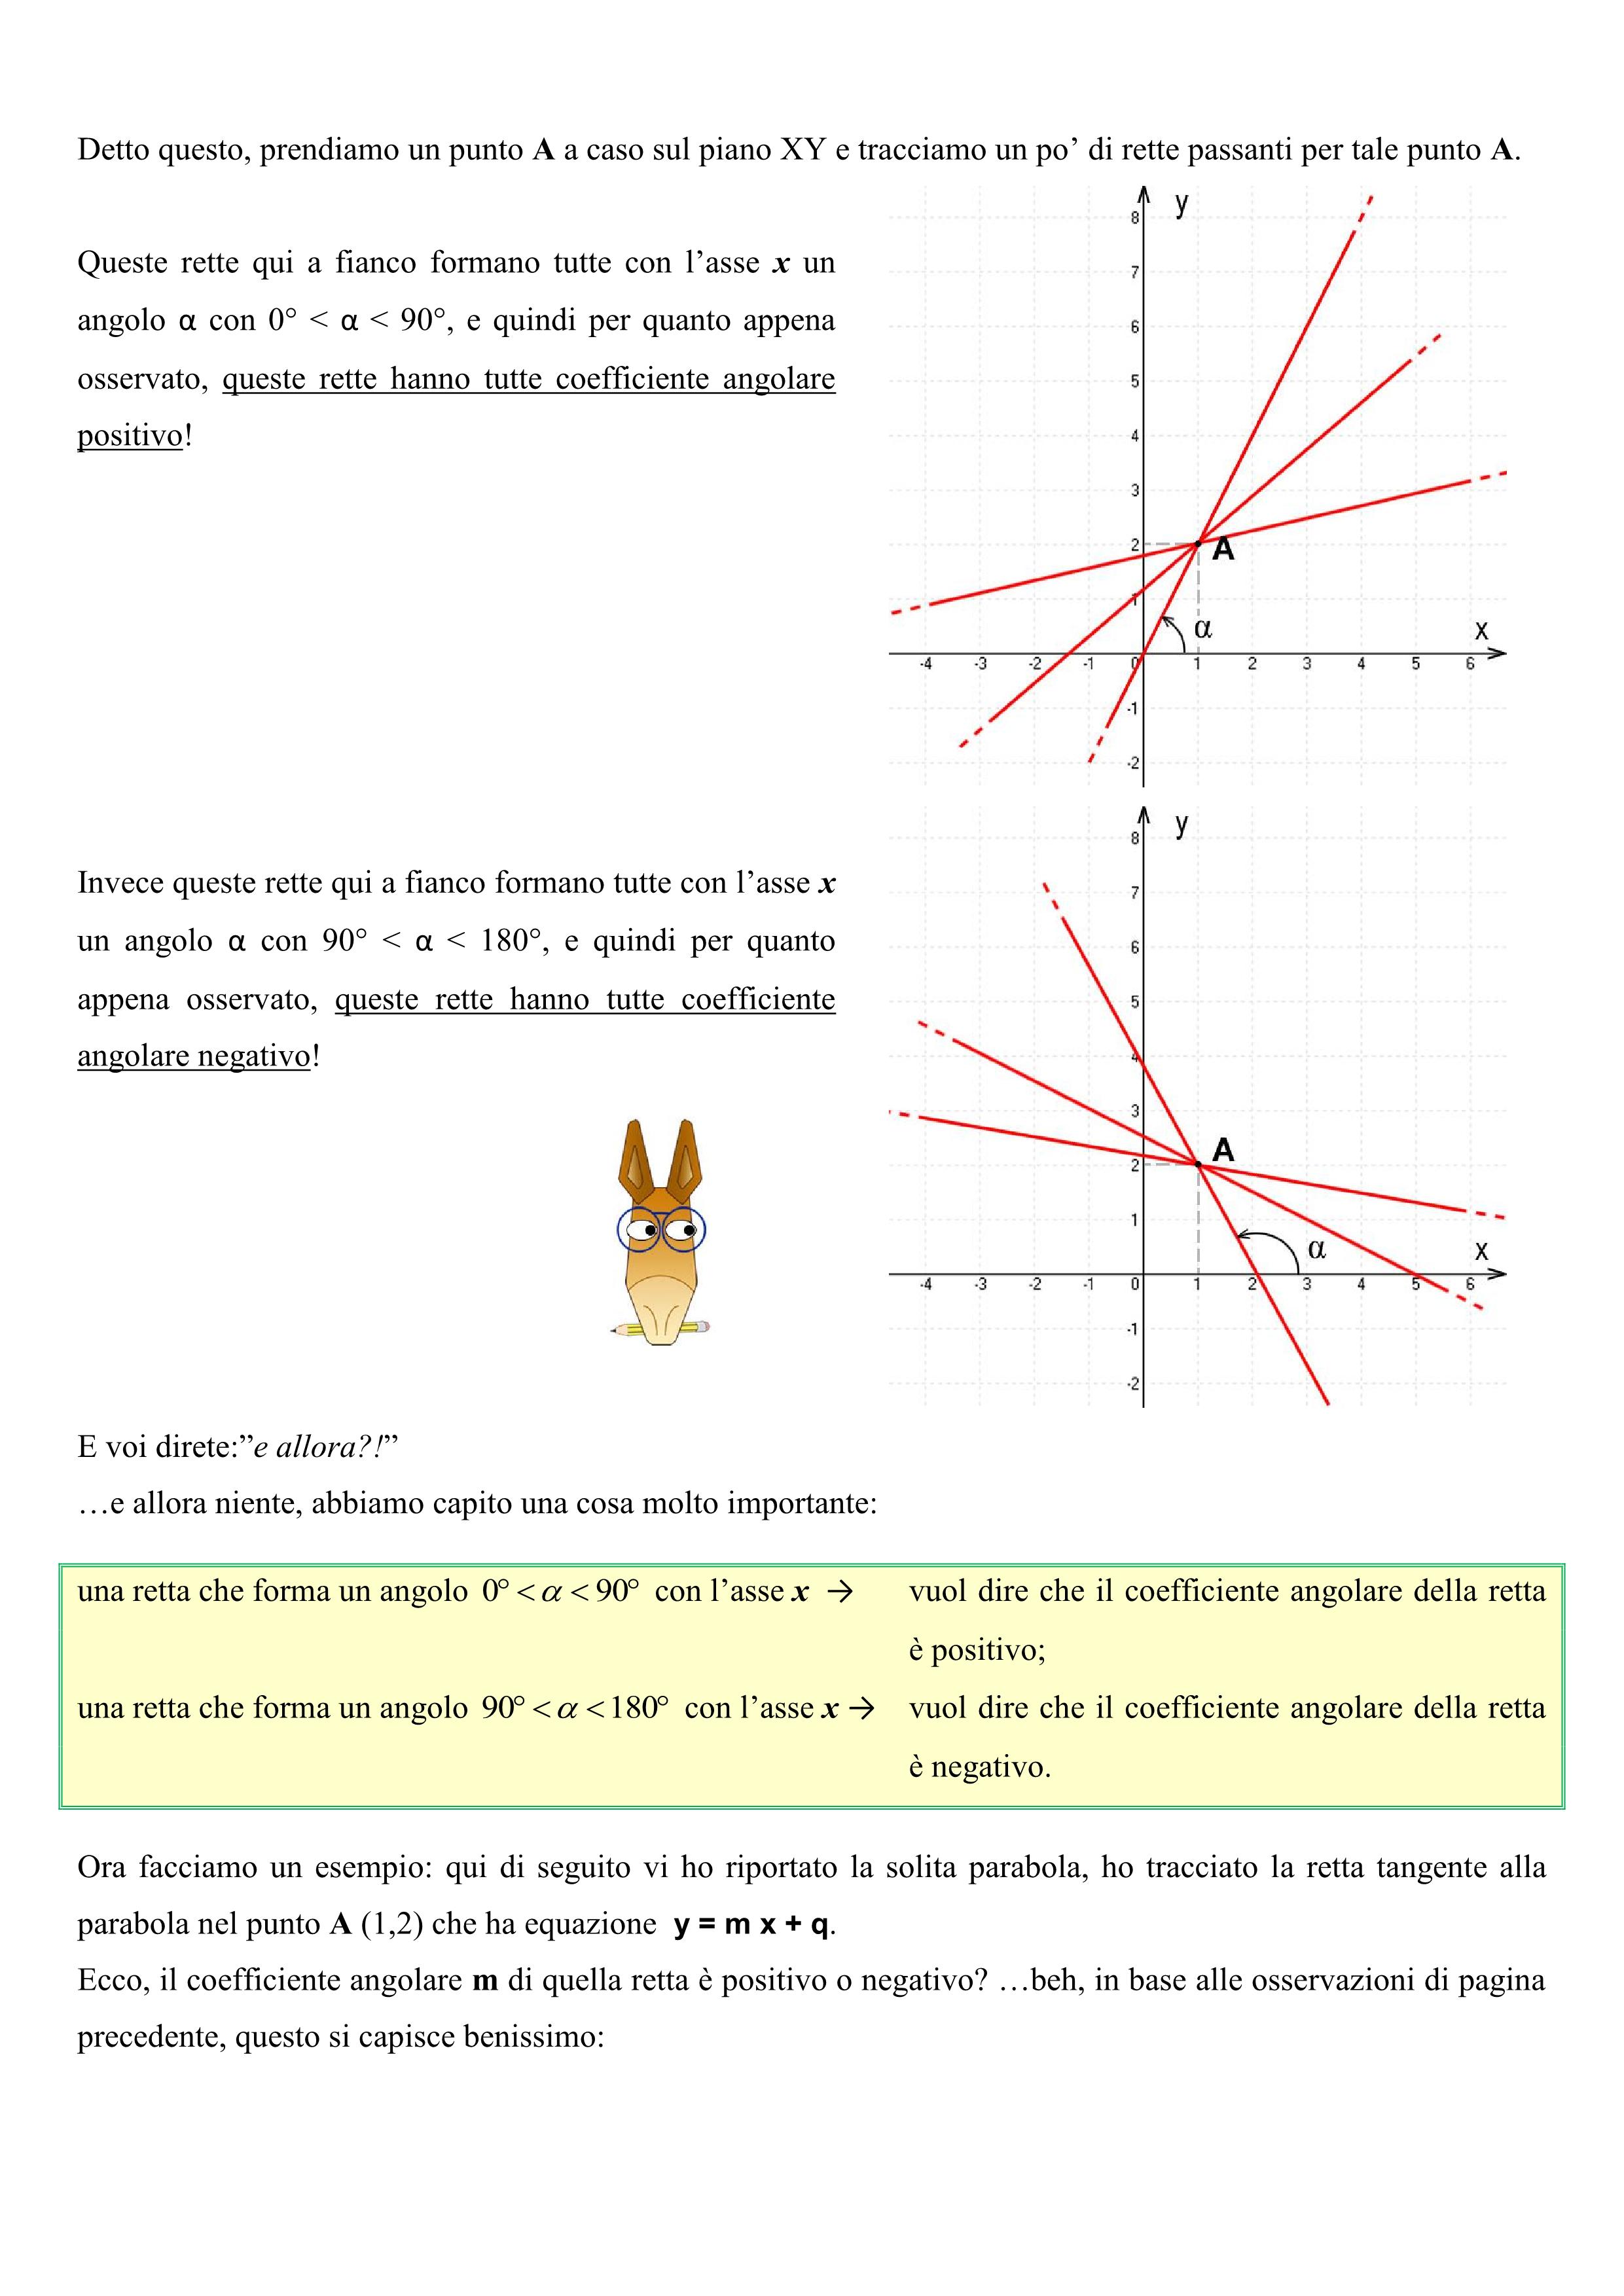 Detto questo, prendiamo un punto A a caso sul piano XY e tracciamo un po’ di rette passanti per tale punto A.
Queste rette qui a fianco formano tutte con l’asse x un
angolo α con 0° < α < 90°, e quindi per quanto appena
osservato, queste rette hanno tutte coefficiente angolare
positivo!
y
8
7
6
5
4
3
2
A
1
α
x
-4 -3 -2 -1 0 1 2 3 4 5 6
-1
-2
Invece queste rette qui a fianco formano tutte con l’asse x
un angolo α con 90° < α < 180°, e quindi per quanto
appena osservato, queste rette hanno tutte coefficiente
angolare negativo!
y
8
7
6
5
4
3
A
2
1
α
x
-4 -3 -2 -1 0 1 2 3 4 5 6
-1
-2
E voi direte:”e allora?!”
…e allora niente, abbiamo capito una cosa molto importante:
una retta che forma un angolo 0° < α < 90° con l’asse x → vuol dire che il coefficiente angolare della retta
è positivo;
una retta che forma un angolo 90° < α < 180° con l’asse x → vuol dire che il coefficiente angolare della retta
è negativo.
Ora facciamo un esempio: qui di seguito vi ho riportato la solita parabola, ho tracciato la retta tangente alla
parabola nel punto A (1,2) che ha equazione y = m x + q.
Ecco, il coefficiente angolare m di quella retta è positivo o negativo? …beh, in base alle osservazioni di pagina
precedente, questo si capisce benissimo: